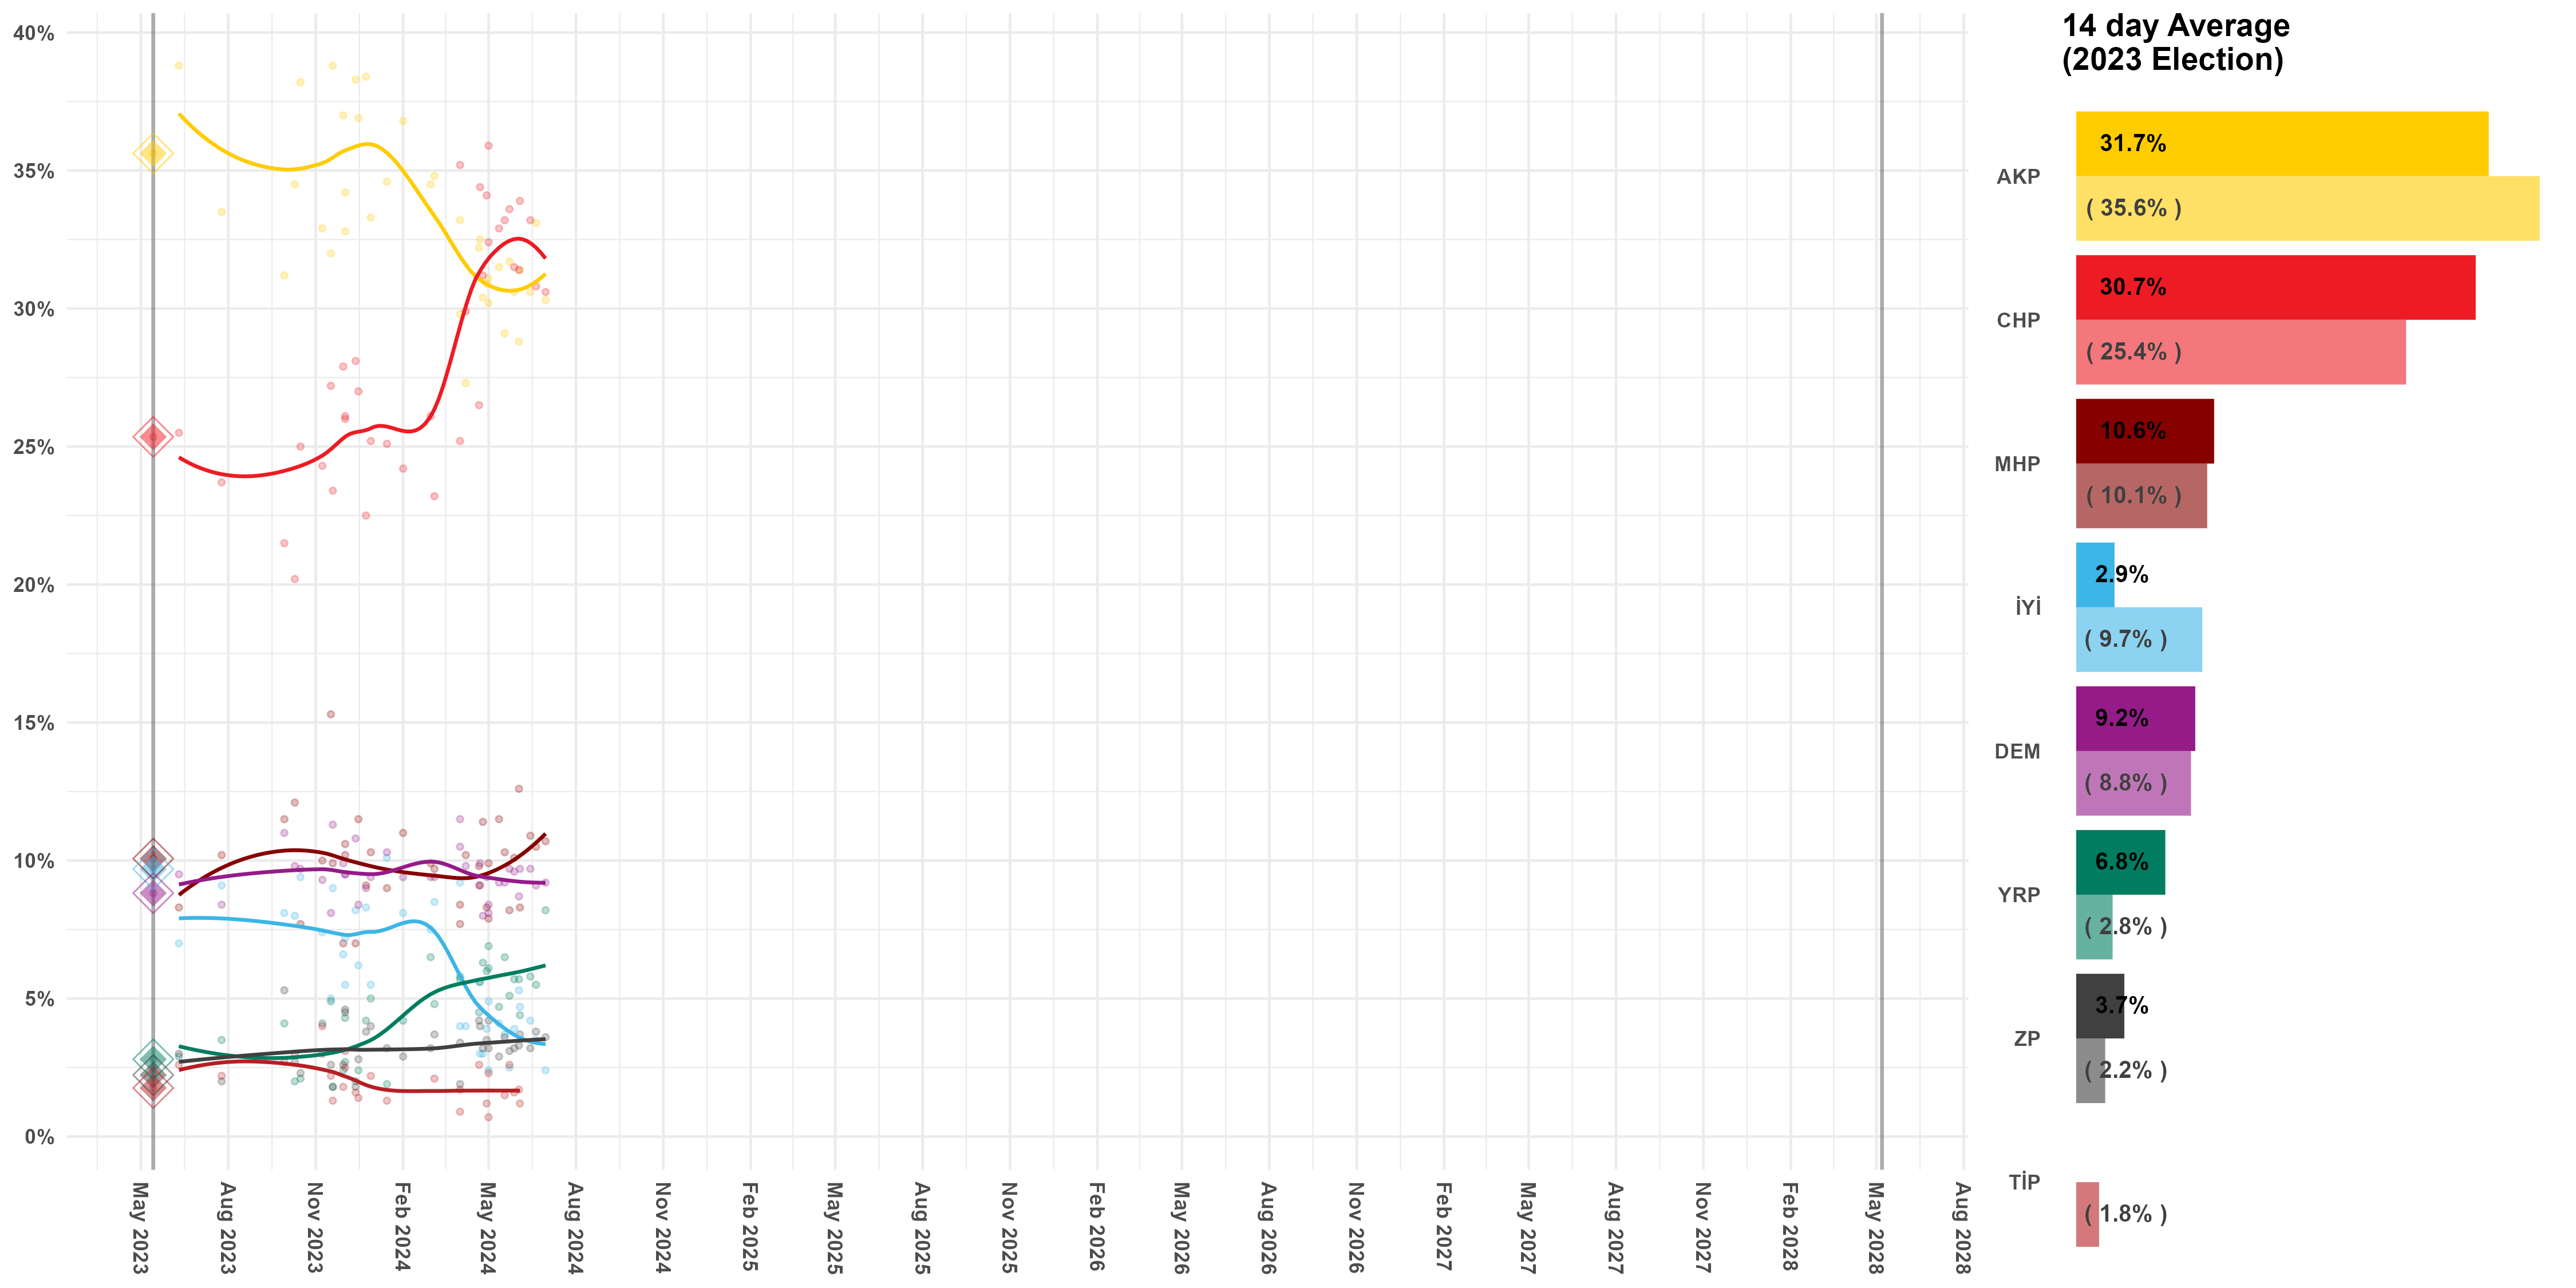 40%
35%
30%
25%
20%
15%
10%
5%
0%
May 2023
Aug 2023
Nov 2023
Feb 2024
May 2024
Aug 2024
Nov 2024
Feb 2025
May 2025
Aug 2025
Nov 2025
Feb 2026
May 2026
Aug 2026
Nov 2026
Feb 2027
May 2027
Aug 2027
Nov 2027
Feb 2028
May 2028
Aug 2028
14 day Average
(2023 Election)
AKP
31.7%
( 35.6% )
CHP
30.7%
( 25.4% )
MHP
10.6%
( 10.1% )
İYİ
2.9%
( 9.7% )
DEM
9.2%
( 8.8% )
YRP
6.8%
( 2.8% )
ZP
3.7%
( 2.2% )
TİP
( 1.8% )